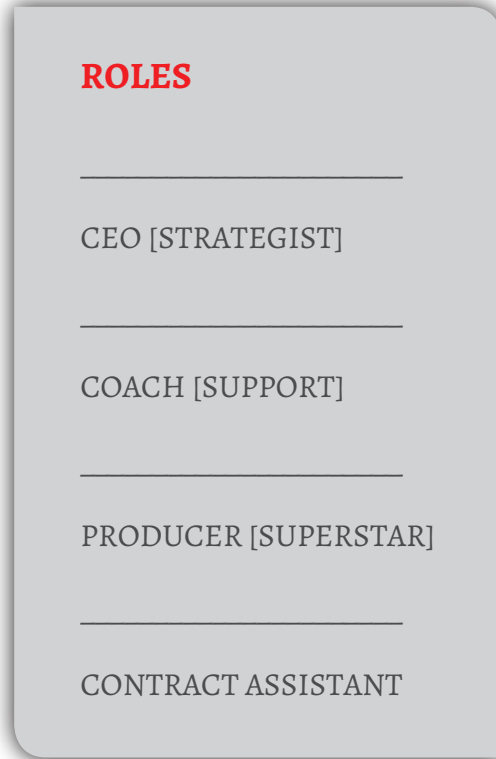 ROLES
CEO [STRATEGIST]
COACH [SUPPORT]
PRODUCER [SUPERSTAR]
CONTRACT ASSISTANT